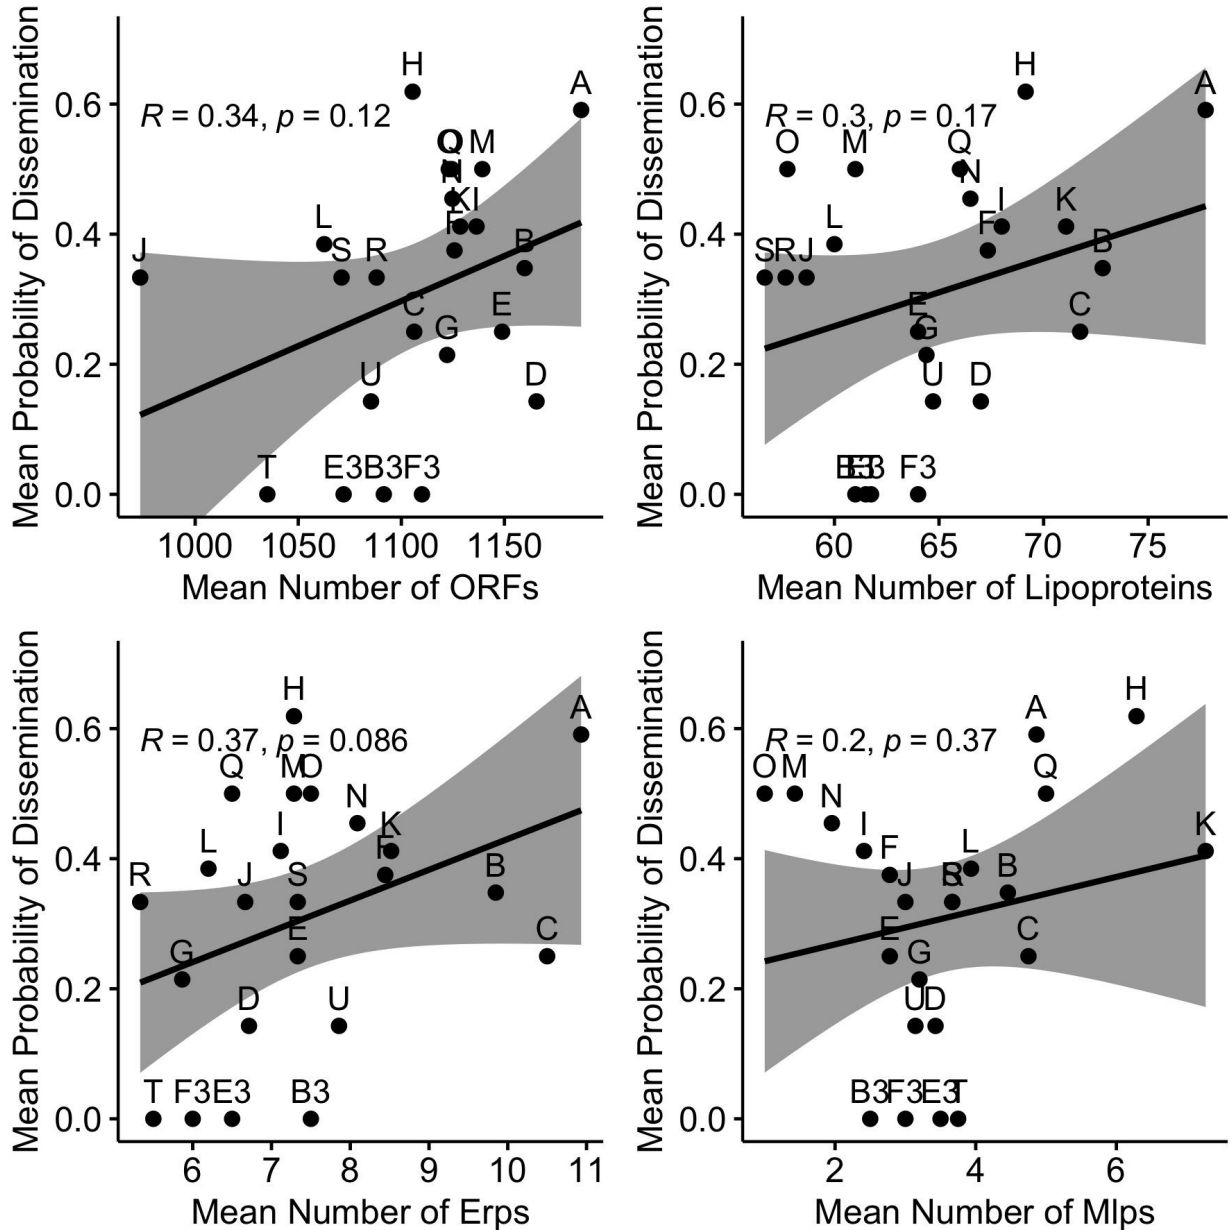 Mean Probability of Dissemination
0.6
0.4
0.2
0.0
R = 0.34, p = 0.12
H
A
O Q M
N
K I
L
F
J S R B
C E
G
U D
T E3 B3 F3
1000 1050 1100 1150
Mean Number of ORFs
Mean Probability of Dissemination
0.6
0.4
0.2
0.0
R = 0.3, p = 0.17
H
A
O M Q
N
I K
L F
B
S R J
E C
G
U D
B3 E3 T F3
60 65 70 75
Mean Number of Lipoproteins
Mean Probability of Dissemination
0.6
0.4
0.2
0.0
R = 0.37, p = 0.086
H
A
Q M O
N
I K
L F
B
R J S
E C
G
D U
T F3 E3 B3
6 7 8 9 10 11
Mean Number of Erps
Mean Probability of Dissemination
0.6
0.4
0.2
0.0
R = 0.2, p = 0.37
H
A
O M Q
N
I K
F L
B
J S R
E C
G
U D
B3 F3 E3 T
2 4 6
Mean Number of Mlps